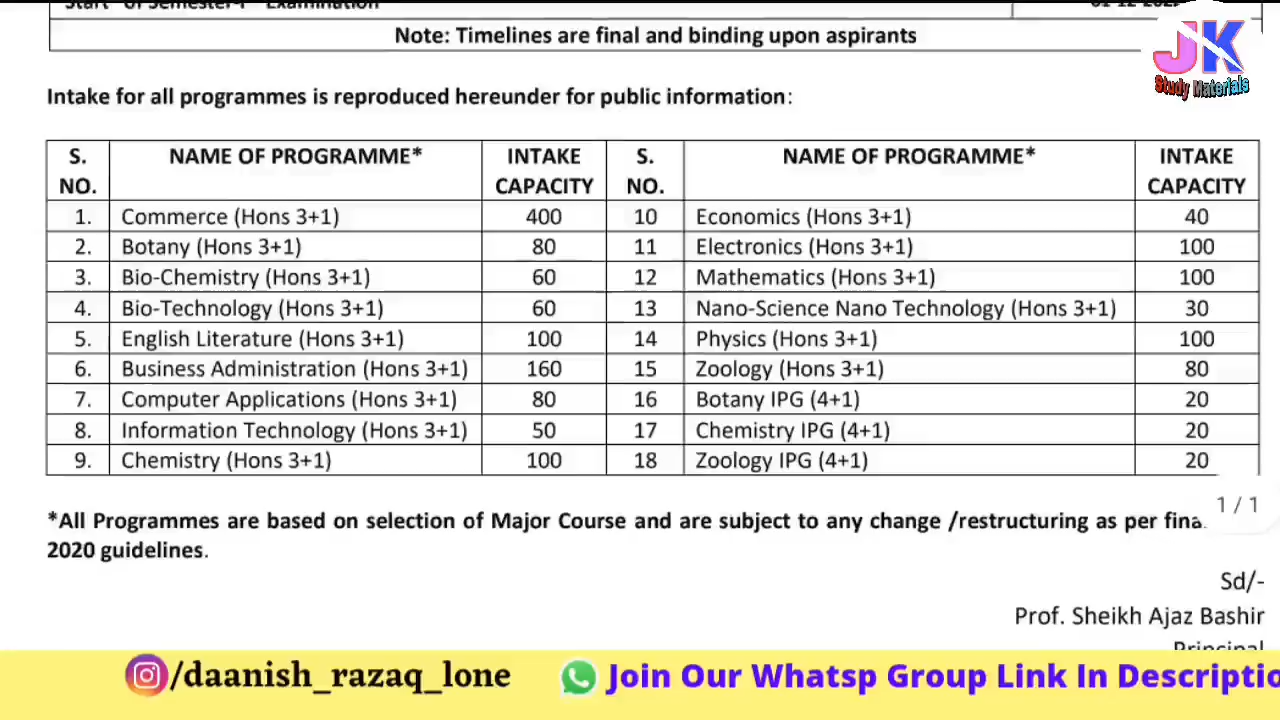 Start of Semester-I Examination
Note: Timelines are final and binding upon aspirants
JK
Study Materials
Intake for all programmes is reproduced hereunder for public information:
S. NO. NAME OF PROGRAMME* INTAKE CAPACITY S. NO. NAME OF PROGRAMME* INTAKE CAPACITY
1. Commerce (Hons 3+1) 400 10 Economics (Hons 3+1) 40
2. Botany (Hons 3+1) 80 11 Electronics (Hons 3+1) 100
3. Bio-Chemistry (Hons 3+1) 60 12 Mathematics (Hons 3+1) 100
4. Bio-Technology (Hons 3+1) 60 13 Nano-Science Nano Technology (Hons 3+1) 30
5. English Literature (Hons 3+1) 100 14 Physics (Hons 3+1) 100
6. Business Administration (Hons 3+1) 160 15 Zoology (Hons 3+1) 80
7. Computer Applications (Hons 3+1) 80 16 Botany IPG (4+1) 20
8. Information Technology (Hons 3+1) 50 17 Chemistry IPG (4+1) 20
9. Chemistry (Hons 3+1) 100 18 Zoology IPG (4+1) 20
1 / 1
*All Programmes are based on selection of Major Course and are subject to any change /restructuring as per fina
2020 guidelines.
Sd/-
Prof. Sheikh Ajaz Bashir
Principal
/daanish_razaq_lone Join Our Whatsp Group Link In Descriptio